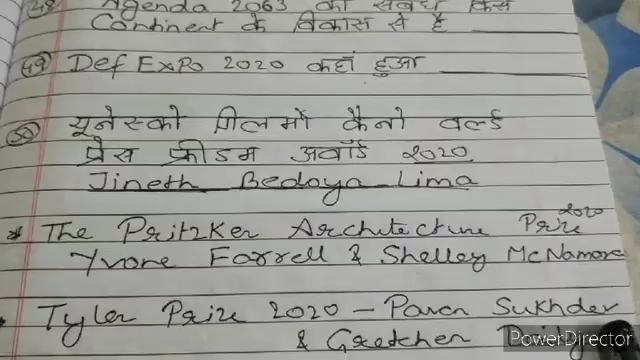 48 Agenda 2063 का संबंध किस
Continent के विकास से है
49 Def Expo 2020 कहां हुआ
50 यूनेस्को गिलर्मो कैनो वर्ल्ड
प्रेस फ्रीडम अवॉर्ड 2020
Jineth Bedoya Lima
* The Pritzker Architecture Prize 2020
Yvone Farrell & Shelley McNamara
Tyler Prize 2020 - Pavan Sukhdev
& Gretchen
PowerDirector